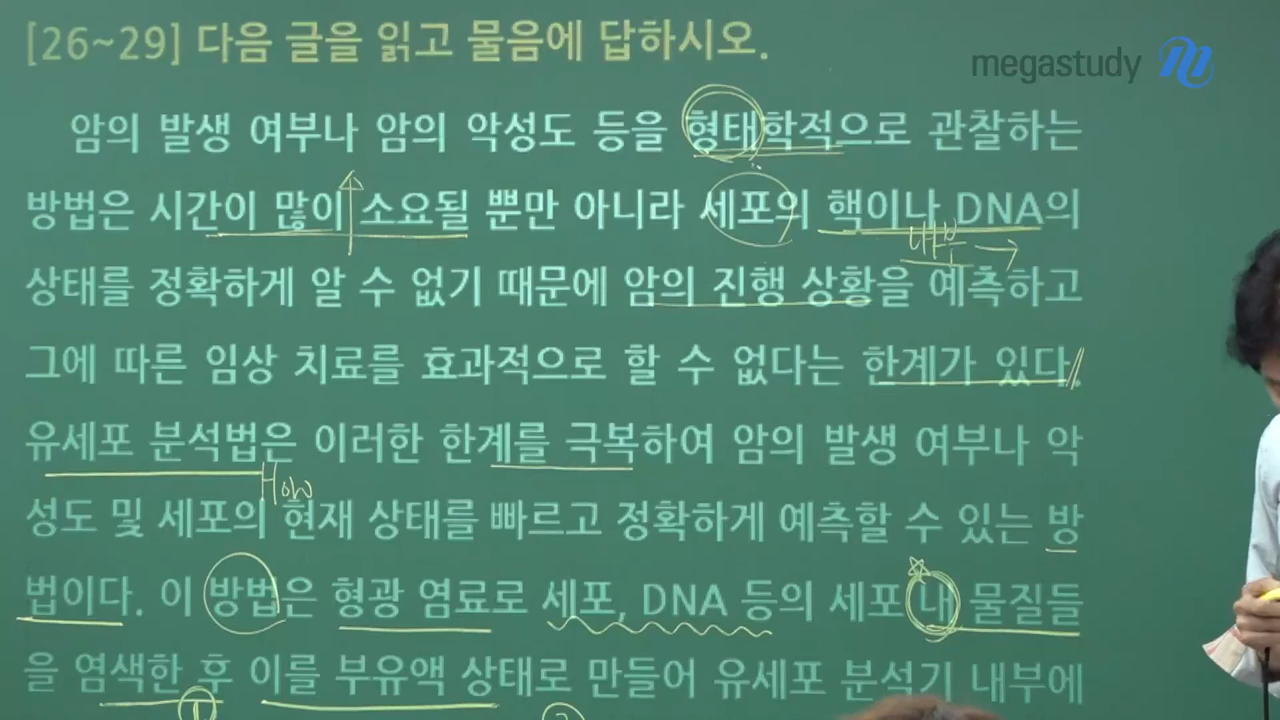 [26~29] 다음 글을 읽고 물음에 답하시오.
megastudy
암의 발생 여부나 암의 악성도 등을 형태학적으로 관찰하는
방법은 시간이 많이 소요될 뿐만 아니라 세포의 핵이나 DNA의
내부
상태를 정확하게 알 수 없기 때문에 암의 진행 상황을 예측하고
그에 따른 임상 치료를 효과적으로 할 수 없다는 한계가 있다.
유세포 분석법은 이러한 한계를 극복하여 암의 발생 여부나 악
How
성도 및 세포의 현재 상태를 빠르고 정확하게 예측할 수 있는 방
법이다. 이 방법은 형광 염료로 세포, DNA 등의 세포 내 물질들
을 염색한 후 이를 부유액 상태로 만들어 유세포 분석기 내부에
①